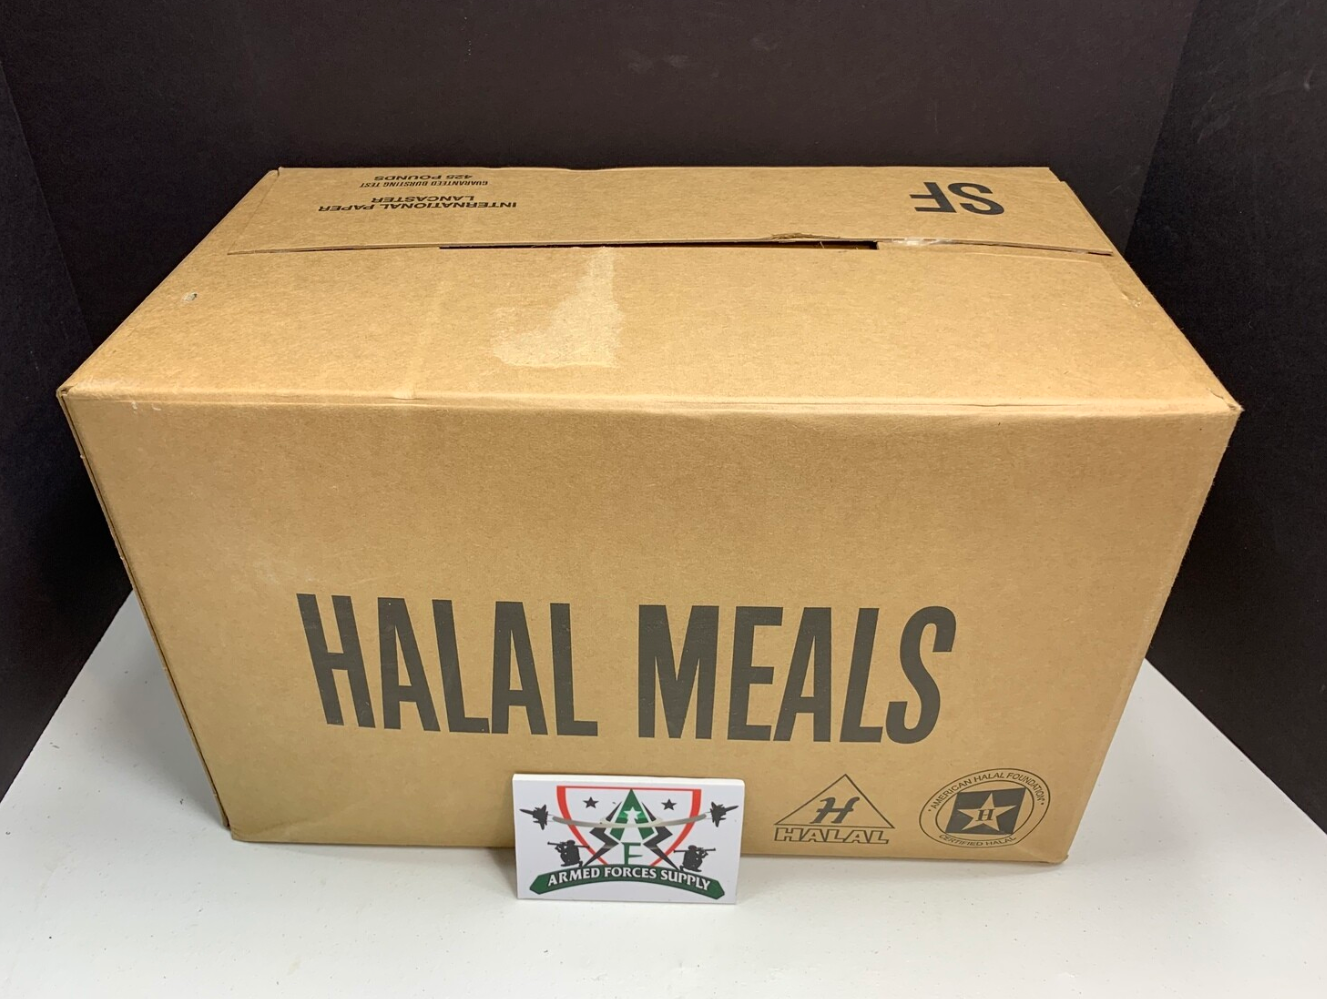 SF
INTERNATIONAL PAPER
LANCASTER
GUARANTEED BURSTING TEST
425 POUNDS
HALAL MEALS
H
HALAL
AMERICAN HALAL FOUNDATION
H
CERTIFIED HALAL
A
F
ARMED FORCES SUPPLY